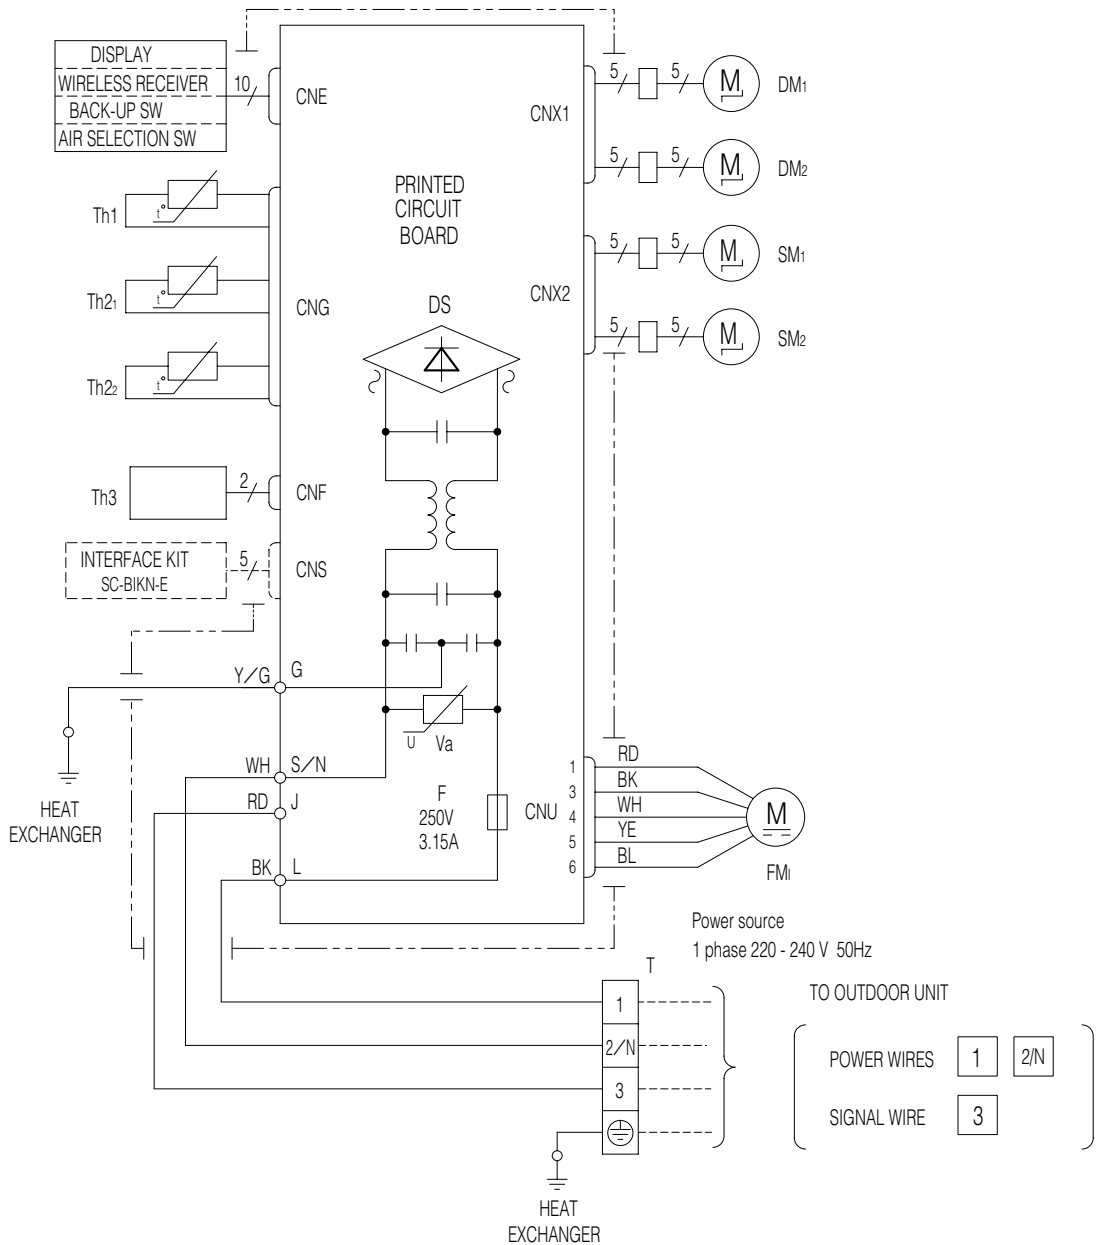 DISPLAY
WIRELESS RECEIVER
BACK-UP SW
AIR SELECTION SW
10
CNE
CNX1
5
5
DM1
5
5
DM2
PRINTED
CIRCUIT
BOARD
Th1
t°
Th21
t°
CNG
Th22
t°
CNX2
5
5
SM1
5
5
SM2
DS
Th3
2
CNF
INTERFACE KIT
SC-BIKN-E
5
CNS
Y/G
G
HEAT
EXCHANGER
U
Va
WH
S/N
RD
J
BK
L
F
250V
3.15A
CNU
1
3
4
5
6
RD
BK
WH
YE
BL
M
FMI
M
M
M
M
Power source
1 phase 220 - 240 V 50Hz
T
1
2/N
3
HEAT
EXCHANGER
TO OUTDOOR UNIT
POWER WIRES
1
2/N
SIGNAL WIRE
3